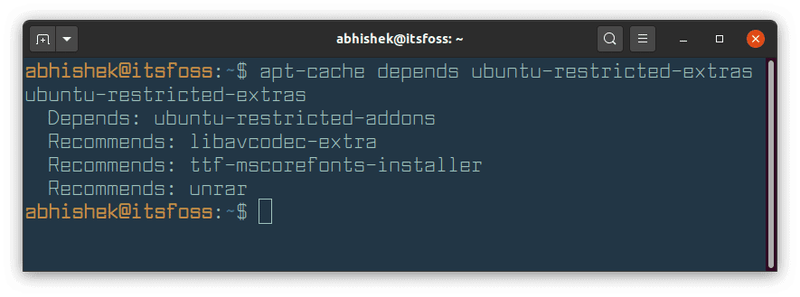 abhishek@itsfoss: ~
abhishek@itsfoss:~$ apt-cache depends ubuntu-restricted-extras
ubuntu-restricted-extras
  Depends: ubuntu-restricted-addons
  Recommends: libavcodec-extra
  Recommends: ttf-mscorefonts-installer
  Recommends: unrar
abhishek@itsfoss:~$